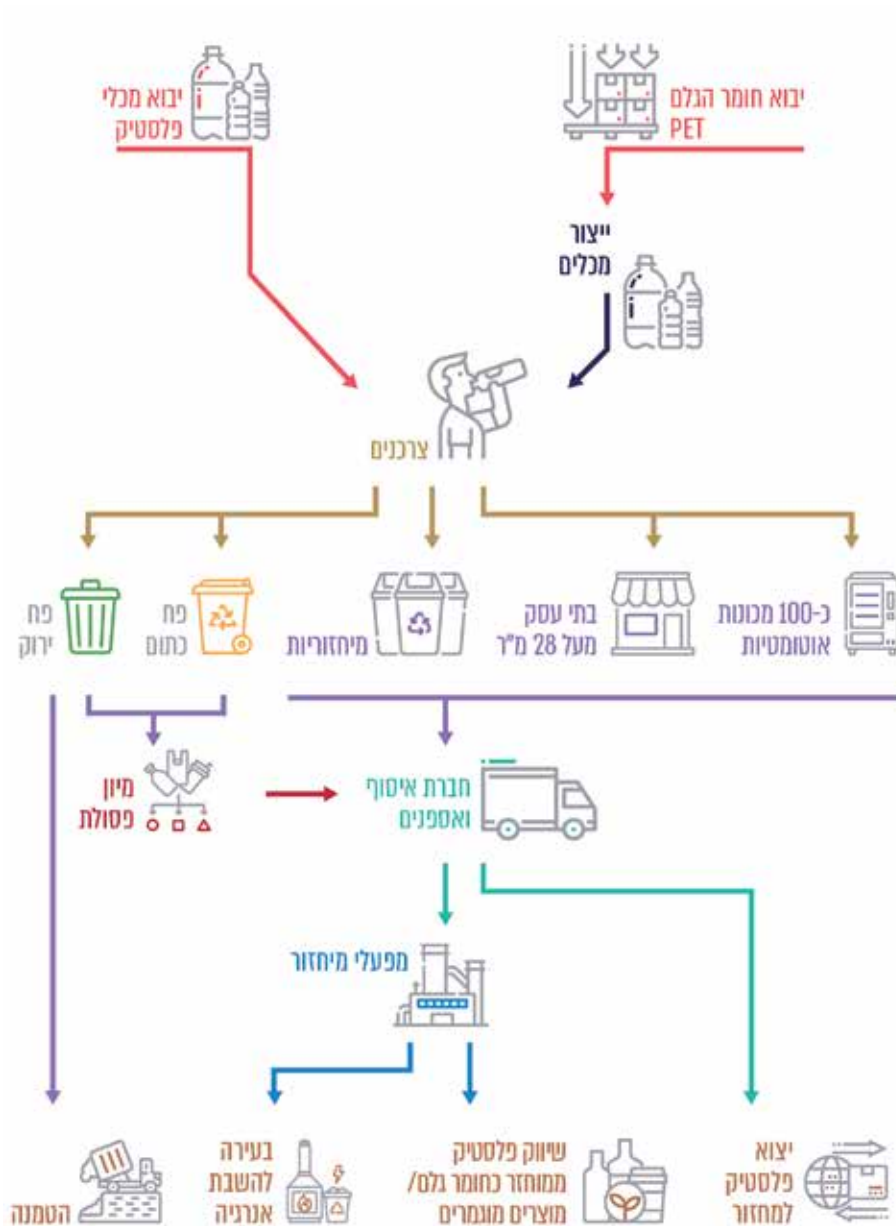 יבוא חומר הגלם
PET
יבוא מכלי
פלסטיק
ייצור
מכלים
צרכנים
כ-100 מכונות
אוטומטיות
בתי עסק
מעל 28 מ"ר
מיחזוריות
פח
כתום
פח
ירוק
חברת איסוף
ואספנים
מיון
פסולת
מפעלי מיחזור
יצוא
פלסטיק
למחזור
שיווק פלסטיק
ממוחזר כחומר גלם/
מוצרים מוגמרים
בעירה
להשבת
אנרגיה
הטמנה